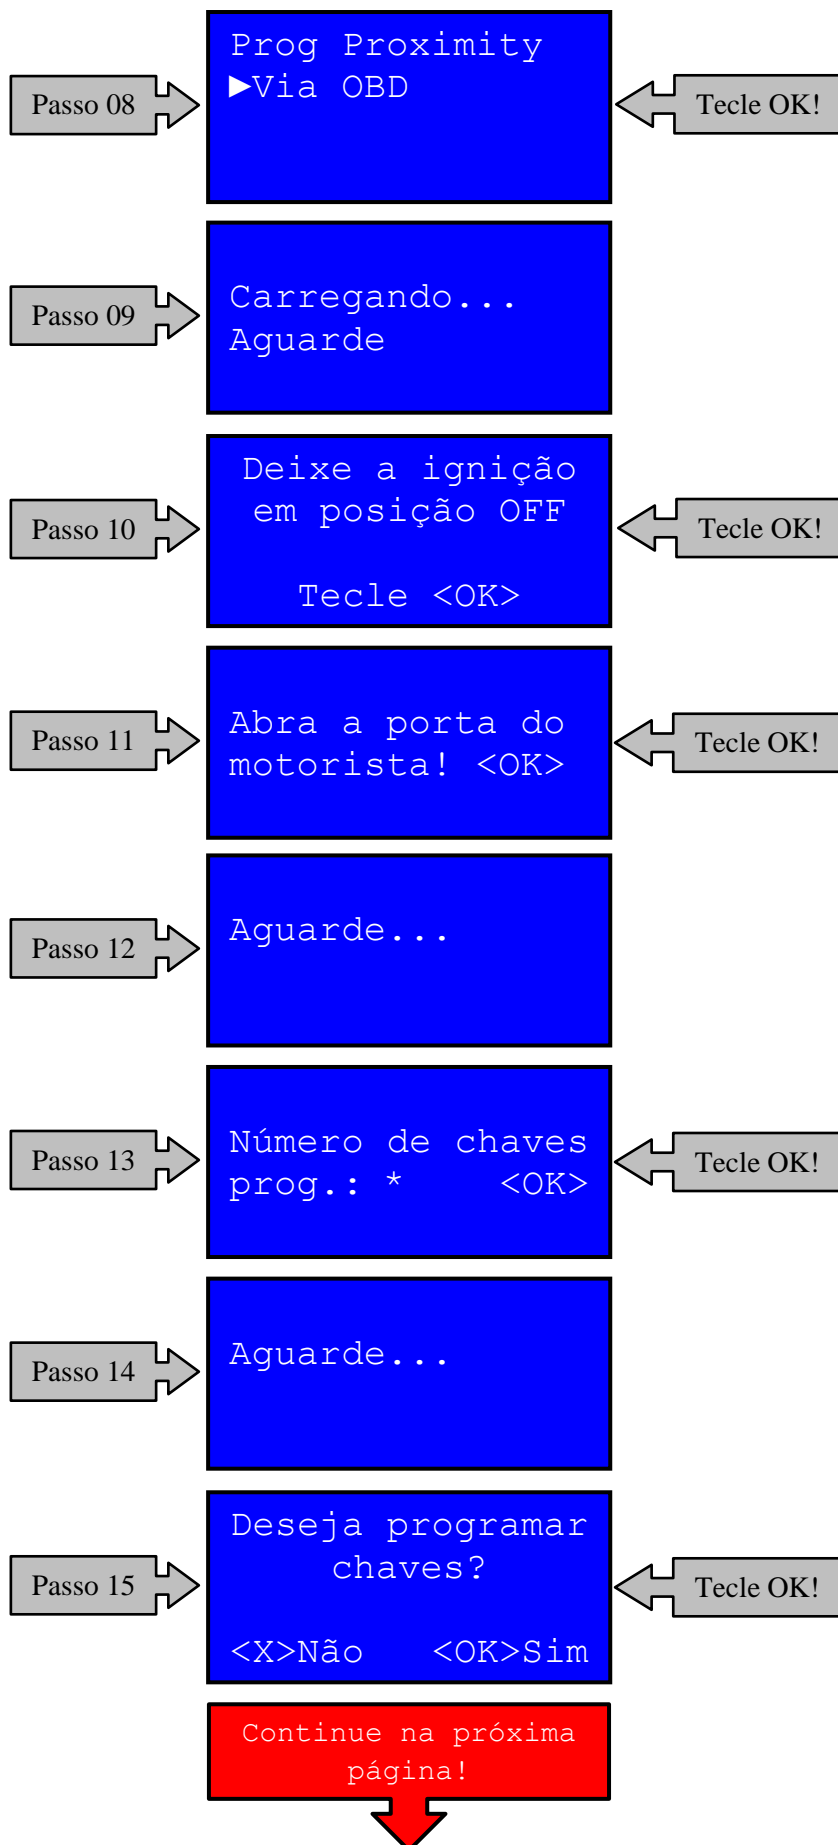 Prog Proximity
Passo 08
►Via OBD
Tecle OK!
Passo 09
Carregando...
Aguarde
Deixe a ignição
Passo 10
em posição OFF
Tecle OK!
Tecle <OK>
Passo 11
Abra a porta do
motorista! <OK>
Tecle OK!
Passo 12
Aguarde...
Passo 13
Número de chaves
prog.: * <OK>
Tecle OK!
Passo 14
Aguarde...
Deseja programar
chaves?
Passo 15
Tecle OK!
<X>Não <OK>Sim
Continue na próxima
página!